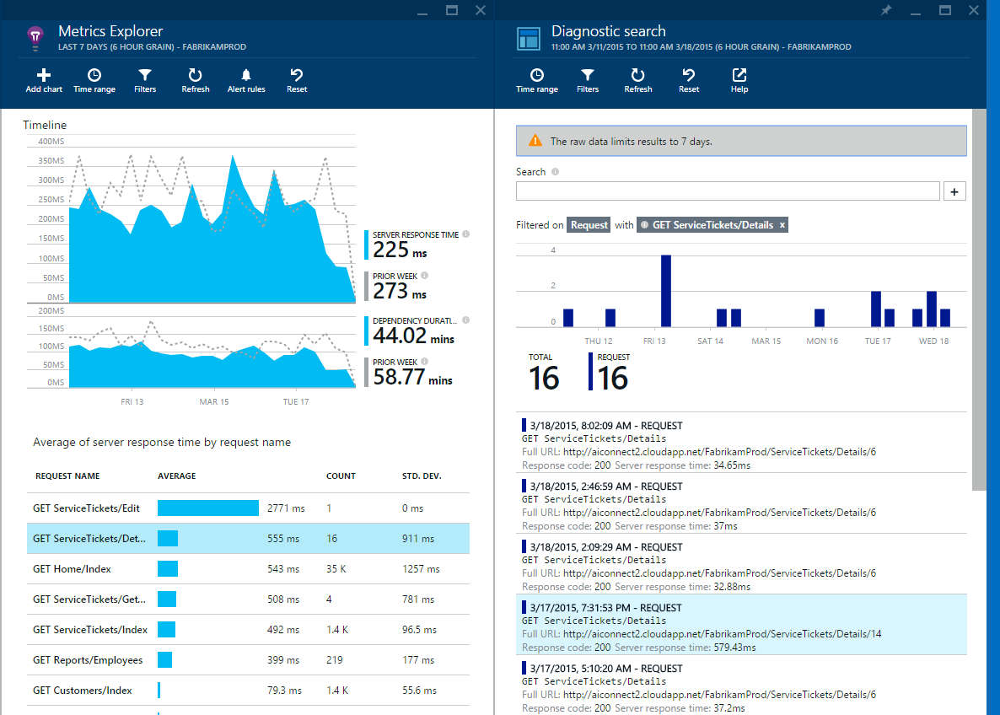 Metrics Explorer
LAST 7 DAYS (6 HOUR GRAIN) - FABRIKAMPROD
Add chart
Time range
Filters
Refresh
Alert rules
Reset
Timeline
400MS
350MS
300MS
250MS
200MS
150MS
100MS
50MS
0MS
SERVER RESPONSE TIME
225 ms
PRIOR WEEK
273 ms
200MS
150MS
100MS
50MS
0MS
FRI 13
MAR 15
TUE 17
DEPENDENCY DURATI...
44.02 mins
PRIOR WEEK
58.77 mins
Average of server response time by request name
REQUEST NAME AVERAGE COUNT STD. DEV.
GET ServiceTickets/Edit 2771 ms 1 0 ms
GET ServiceTickets/Det... 555 ms 16 911 ms
GET Home/Index 543 ms 35 K 1257 ms
GET ServiceTickets/Get... 508 ms 4 781 ms
GET ServiceTickets/Index 492 ms 1.4 K 96.5 ms
GET Reports/Employees 399 ms 219 177 ms
GET Customers/Index 79.3 ms 1.4 K 55.6 ms
Diagnostic search
11:00 AM 3/11/2015 TO 11:00 AM 3/18/2015 (6 HOUR GRAIN) - FABRIKAMPROD
Time range
Filters
Refresh
Reset
Help
The raw data limits results to 7 days.
Search
+
Filtered on Request with GET ServiceTickets/Details x
4
2
0
THU 12
FRI 13
SAT 14
MAR 15
MON 16
TUE 17
WED 18
TOTAL
16
REQUEST
16
3/18/2015, 8:02:09 AM - REQUEST
GET ServiceTickets/Details
Full URL: http://aiconnect2.cloudapp.net/FabrikamProd/ServiceTickets/Details/6
Response code: 200 Server response time: 34.65ms
3/18/2015, 2:46:59 AM - REQUEST
GET ServiceTickets/Details
Full URL: http://aiconnect2.cloudapp.net/FabrikamProd/ServiceTickets/Details/6
Response code: 200 Server response time: 37ms
3/18/2015, 2:09:29 AM - REQUEST
GET ServiceTickets/Details
Full URL: http://aiconnect2.cloudapp.net/FabrikamProd/ServiceTickets/Details/6
Response code: 200 Server response time: 32.88ms
3/17/2015, 7:31:53 PM - REQUEST
GET ServiceTickets/Details
Full URL: http://aiconnect2.cloudapp.net/FabrikamProd/ServiceTickets/Details/14
Response code: 200 Server response time: 579.43ms
3/17/2015, 5:10:20 AM - REQUEST
GET ServiceTickets/Details
Full URL: http://aiconnect2.cloudapp.net/FabrikamProd/ServiceTickets/Details/6
Response code: 200 Server response time: 37.2ms